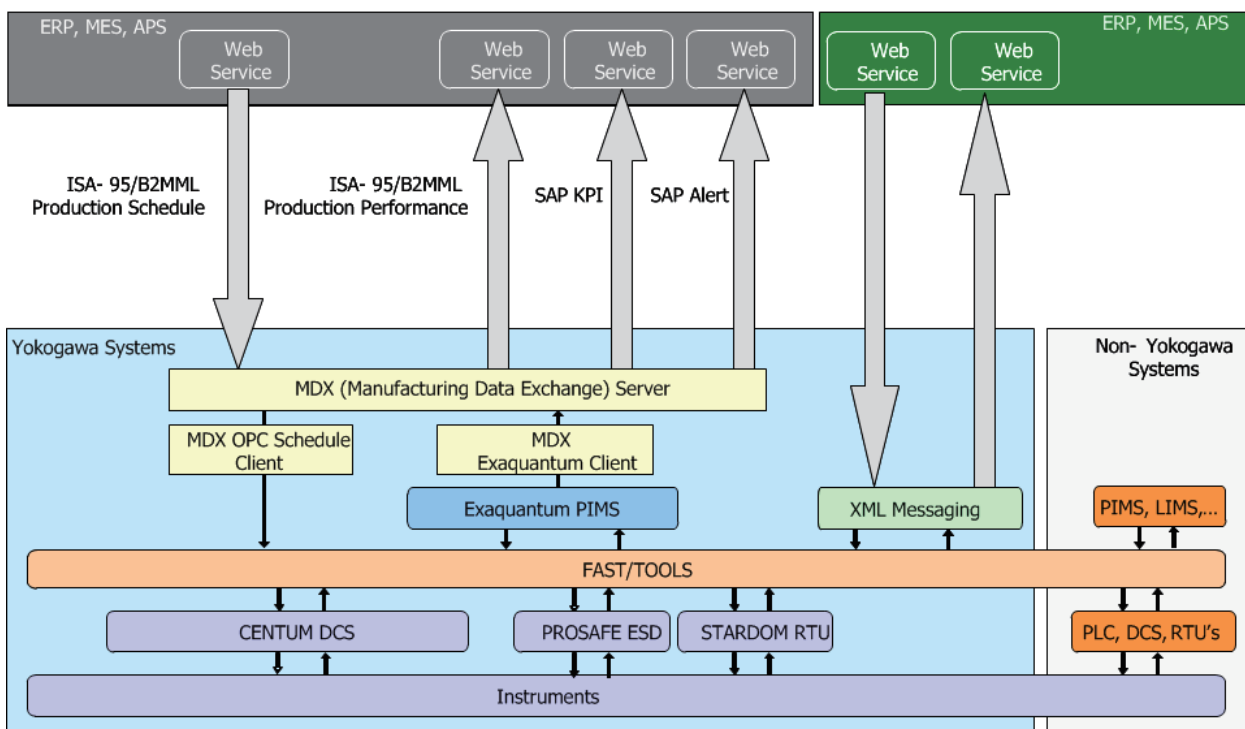 ERP, MES, APS
ERP, MES, APS
Web
Service
Web
Service
Web
Service
Web
Service
Web
Service
Web
Service
ISA- 95/B2MML
Production Schedule
ISA- 95/B2MML
Production Performance
SAP KPI
SAP Alert
Yokogawa Systems
Non- Yokogawa
Systems
MDX (Manufacturing Data Exchange) Server
MDX OPC Schedule
Client
MDX
Exaquantum Client
Exaquantum PIMS
XML Messaging
PIMS, LIMS,...
FAST/TOOLS
CENTUM DCS
PROSAFE ESD
STARDOM RTU
PLC, DCS, RTU's
Instruments